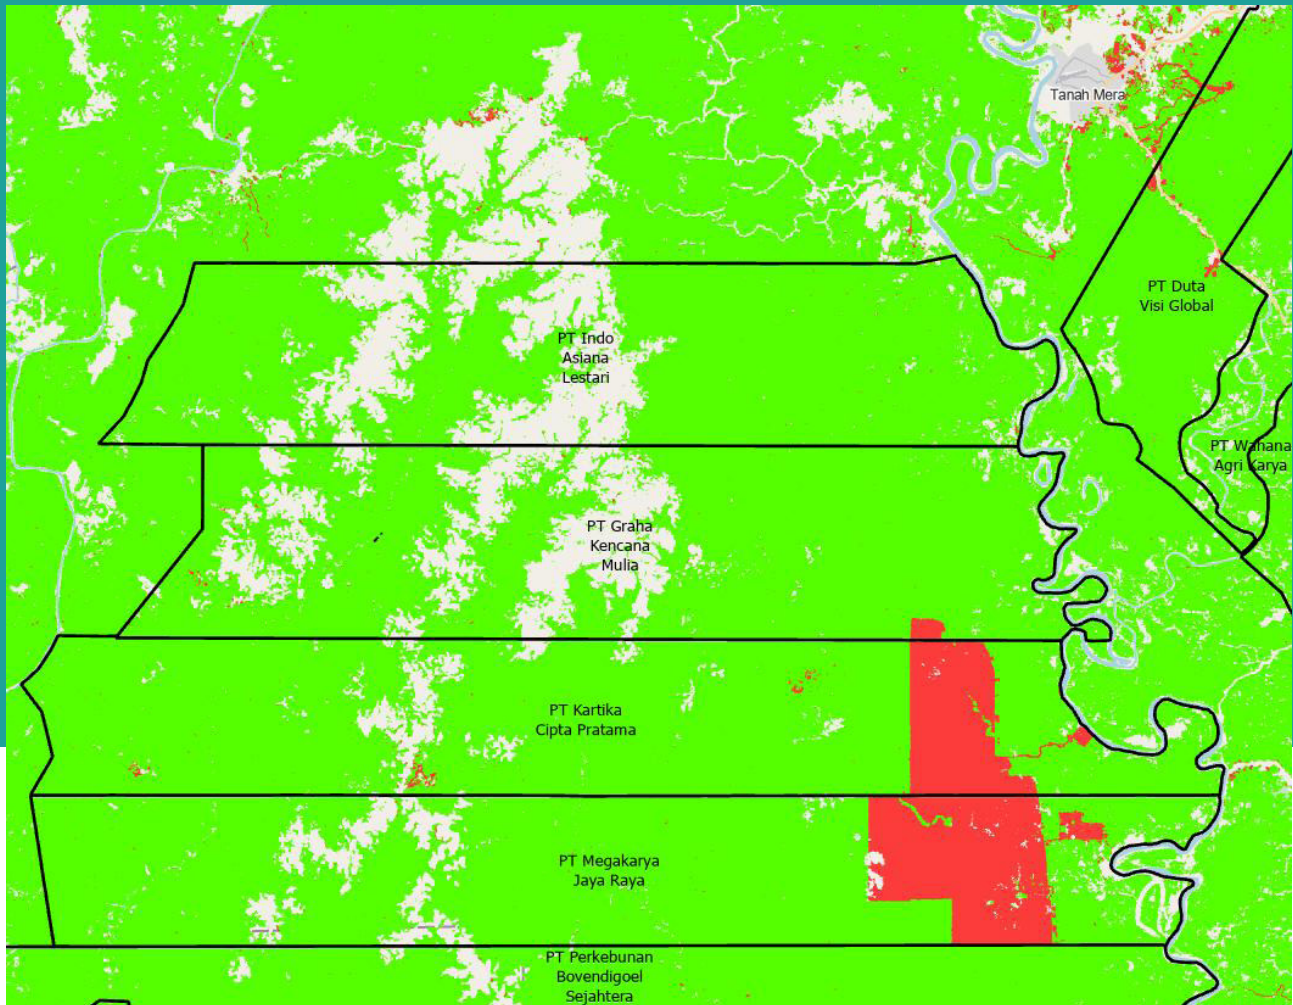 Tanah Mera
PT Duta
Visi Global
PT Indo
Asiana
Lestari
PT Wahana
Agri Karya
PT Graha
Kencana
Mulia
PT Kartika
Cipta Pratama
PT Megakarya
Jaya Raya
PT Perkebunan
Bovendigoel
Sejahtera